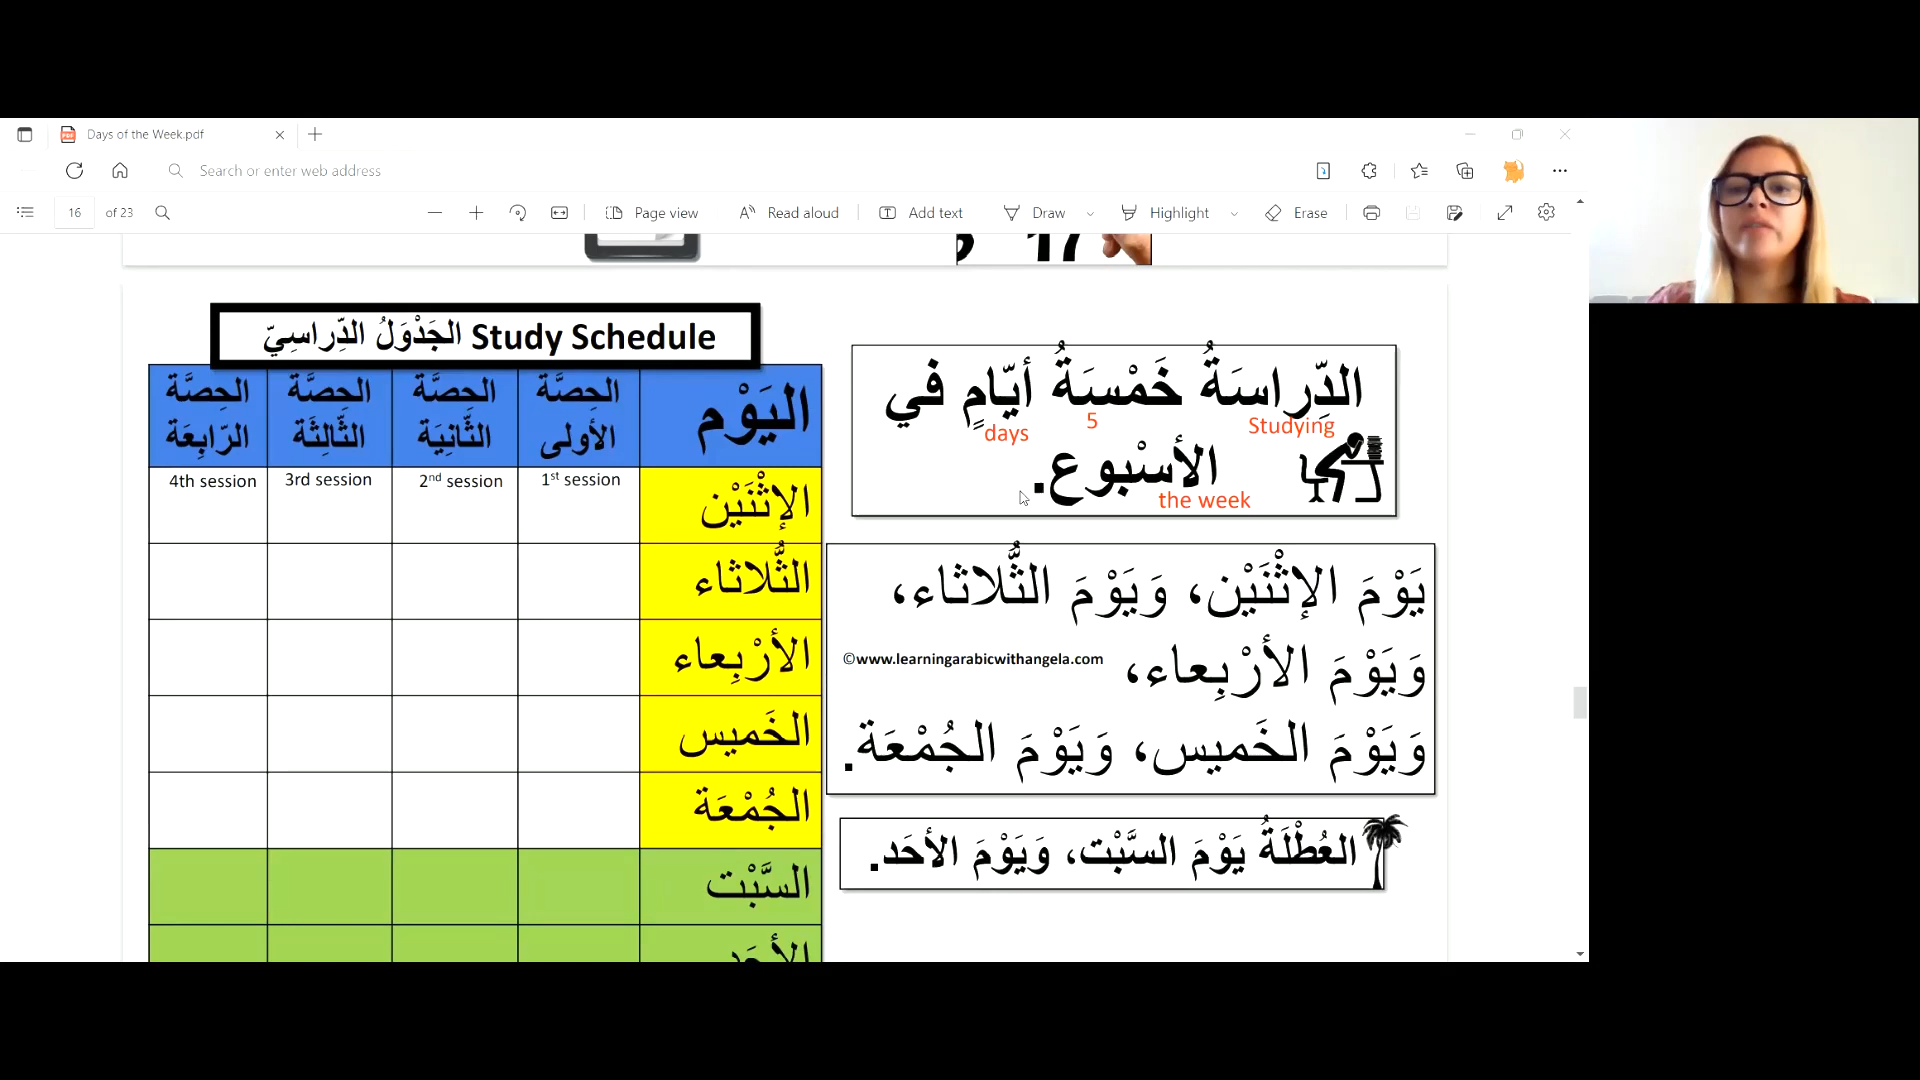 Days of the Week.pdf
Search or enter web address
16 of 23
Page view
Read aloud
Add text
Draw
Highlight
Erase
17
الجَدْوَلُ الدِّراسِيّ Study Schedule
اليَوْم
الحِصَّة الأولى
الحِصَّة الثّانِيَة
الحِصَّة الثّالِثَة
الحِصَّة الرّابِعَة
1st session
2nd session
3rd session
4th session
الإثْنَيْن
الثُّلاثاء
الأرْبِعاء
الخَميس
الجُمْعَة
السَّبْت
الأحَد
الدِّراسَةُ خَمْسَةُ أيّامٍ في
Studying 5 days
الأسْبوع.
the week
يَوْمَ الإثْنَيْن، وَيَوْمَ الثُّلاثاء،
وَيَوْمَ الأرْبِعاء،
©www.learningarabicwithangela.com
وَيَوْمَ الخَميس، وَيَوْمَ الجُمْعَة.
العُطْلَةُ يَوْمَ السَّبْت، وَيَوْمَ الأحَد.